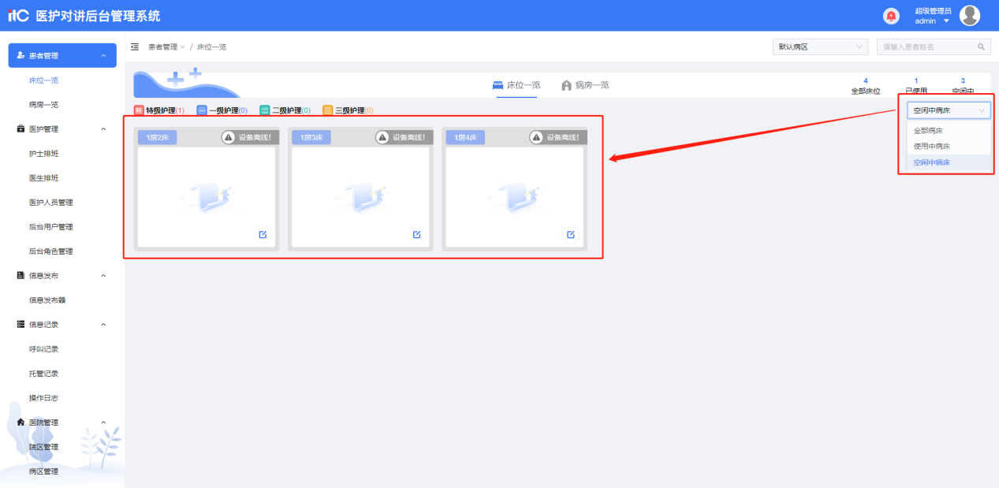 itC 医护对讲后台管理系统
超级管理员
admin
患者管理
床位一览
病房一览
医护管理
护士排班
医生排班
医护人员管理
后台用户管理
后台角色管理
信息发布
信息发布器
信息记录
呼叫记录
托管记录
操作日志
医院管理
院区管理
病区管理
患者管理 / 床位一览
默认病区
请输入患者姓名
床位一览 病房一览
4 1 3
全部床位 已使用 空闲中
特 特级护理(1) 一级护理(0) 二级护理(0) 三级护理(0)
空闲中病床
全部病床
使用中病床
空闲中病床
1房2床 设备离线!
1房3床 设备离线!
1房4床 设备离线!